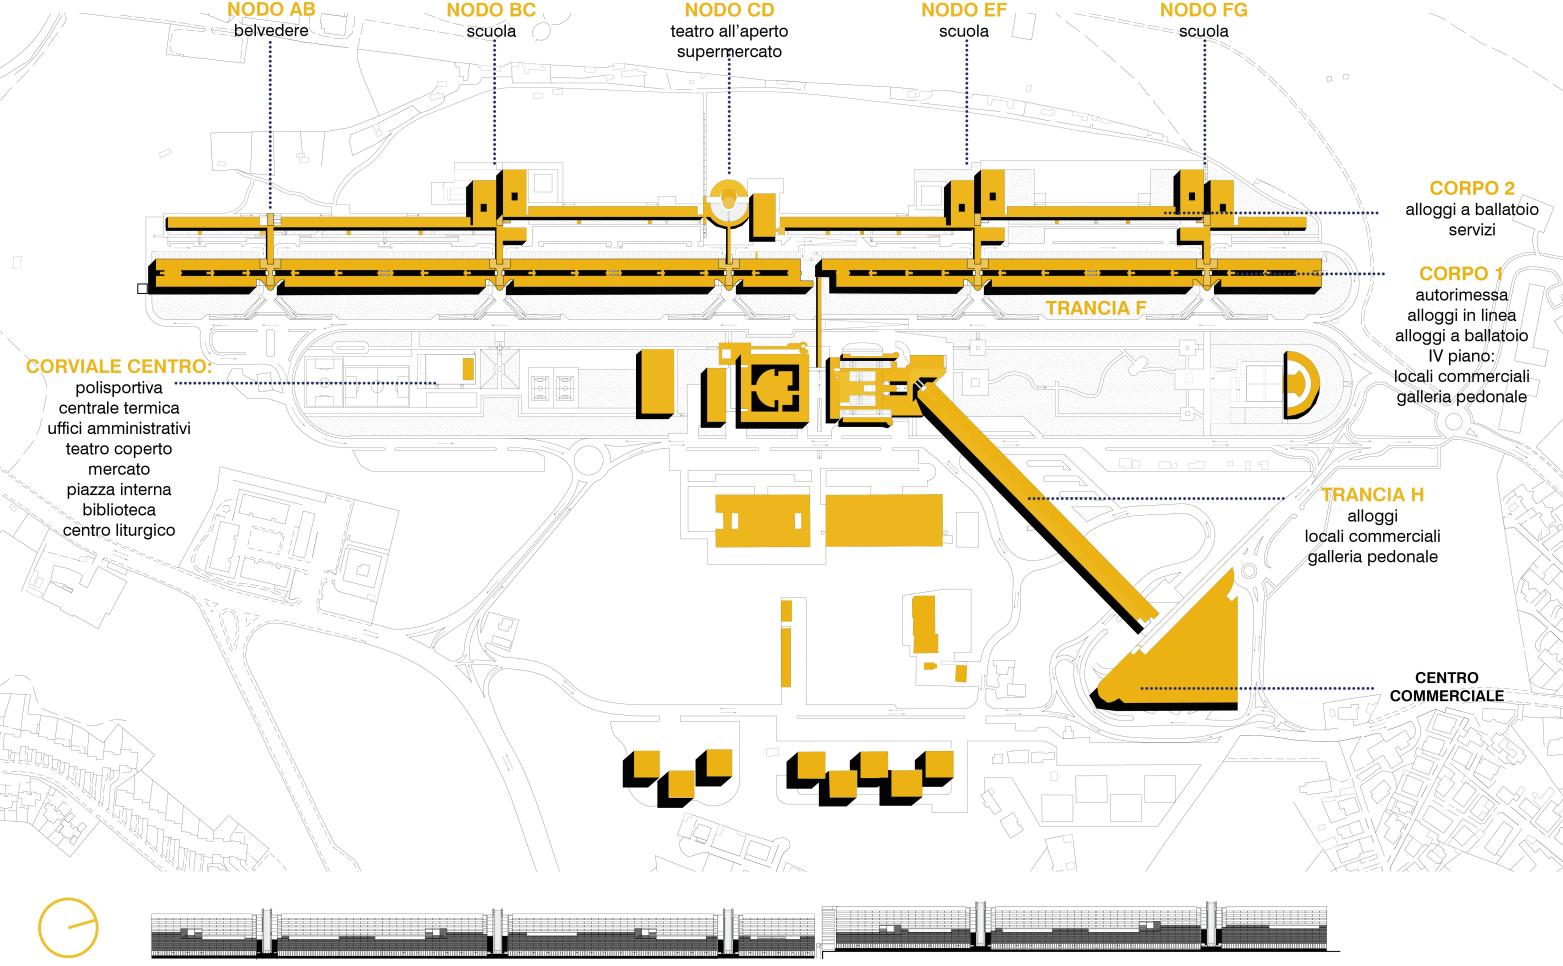 NODO AB
belvedere
NODO BC
scuola
NODO CD
teatro all'aperto
supermercato
NODO EF
scuola
NODO FG
scuola
CORPO 2
alloggi a ballatoio
servizi
CORPO 1
autorimessa
alloggi in linea
alloggi a ballatoio
IV piano:
locali commerciali
galleria pedonale
TRANCIA F
CORVIALE CENTRO:
polisportiva
centrale termica
uffici amministrativi
teatro coperto
mercato
piazza interna
biblioteca
centro liturgico
TRANCIA H
alloggi
locali commerciali
galleria pedonale
CENTRO
COMMERCIALE